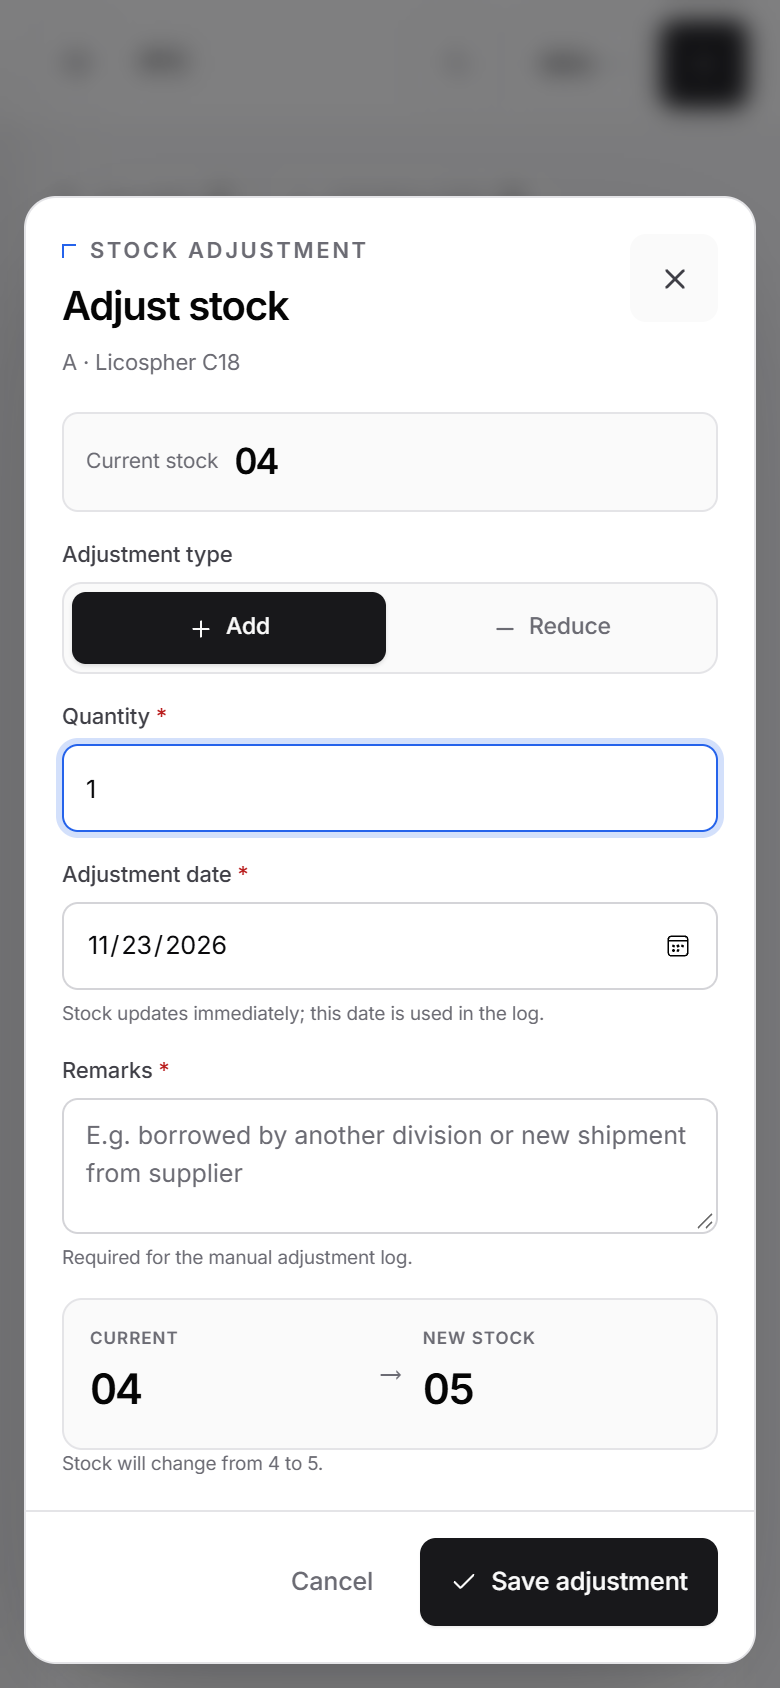 STOCK ADJUSTMENT
Adjust stock
A · Licospher C18
Current stock 04
Adjustment type
+ Add
− Reduce
Quantity *
1
Adjustment date *
11/23/2026
Stock updates immediately; this date is used in the log.
Remarks *
E.g. borrowed by another division or new shipment
from supplier
Required for the manual adjustment log.
CURRENT
NEW STOCK
04 → 05
Stock will change from 4 to 5.
Cancel
Save adjustment